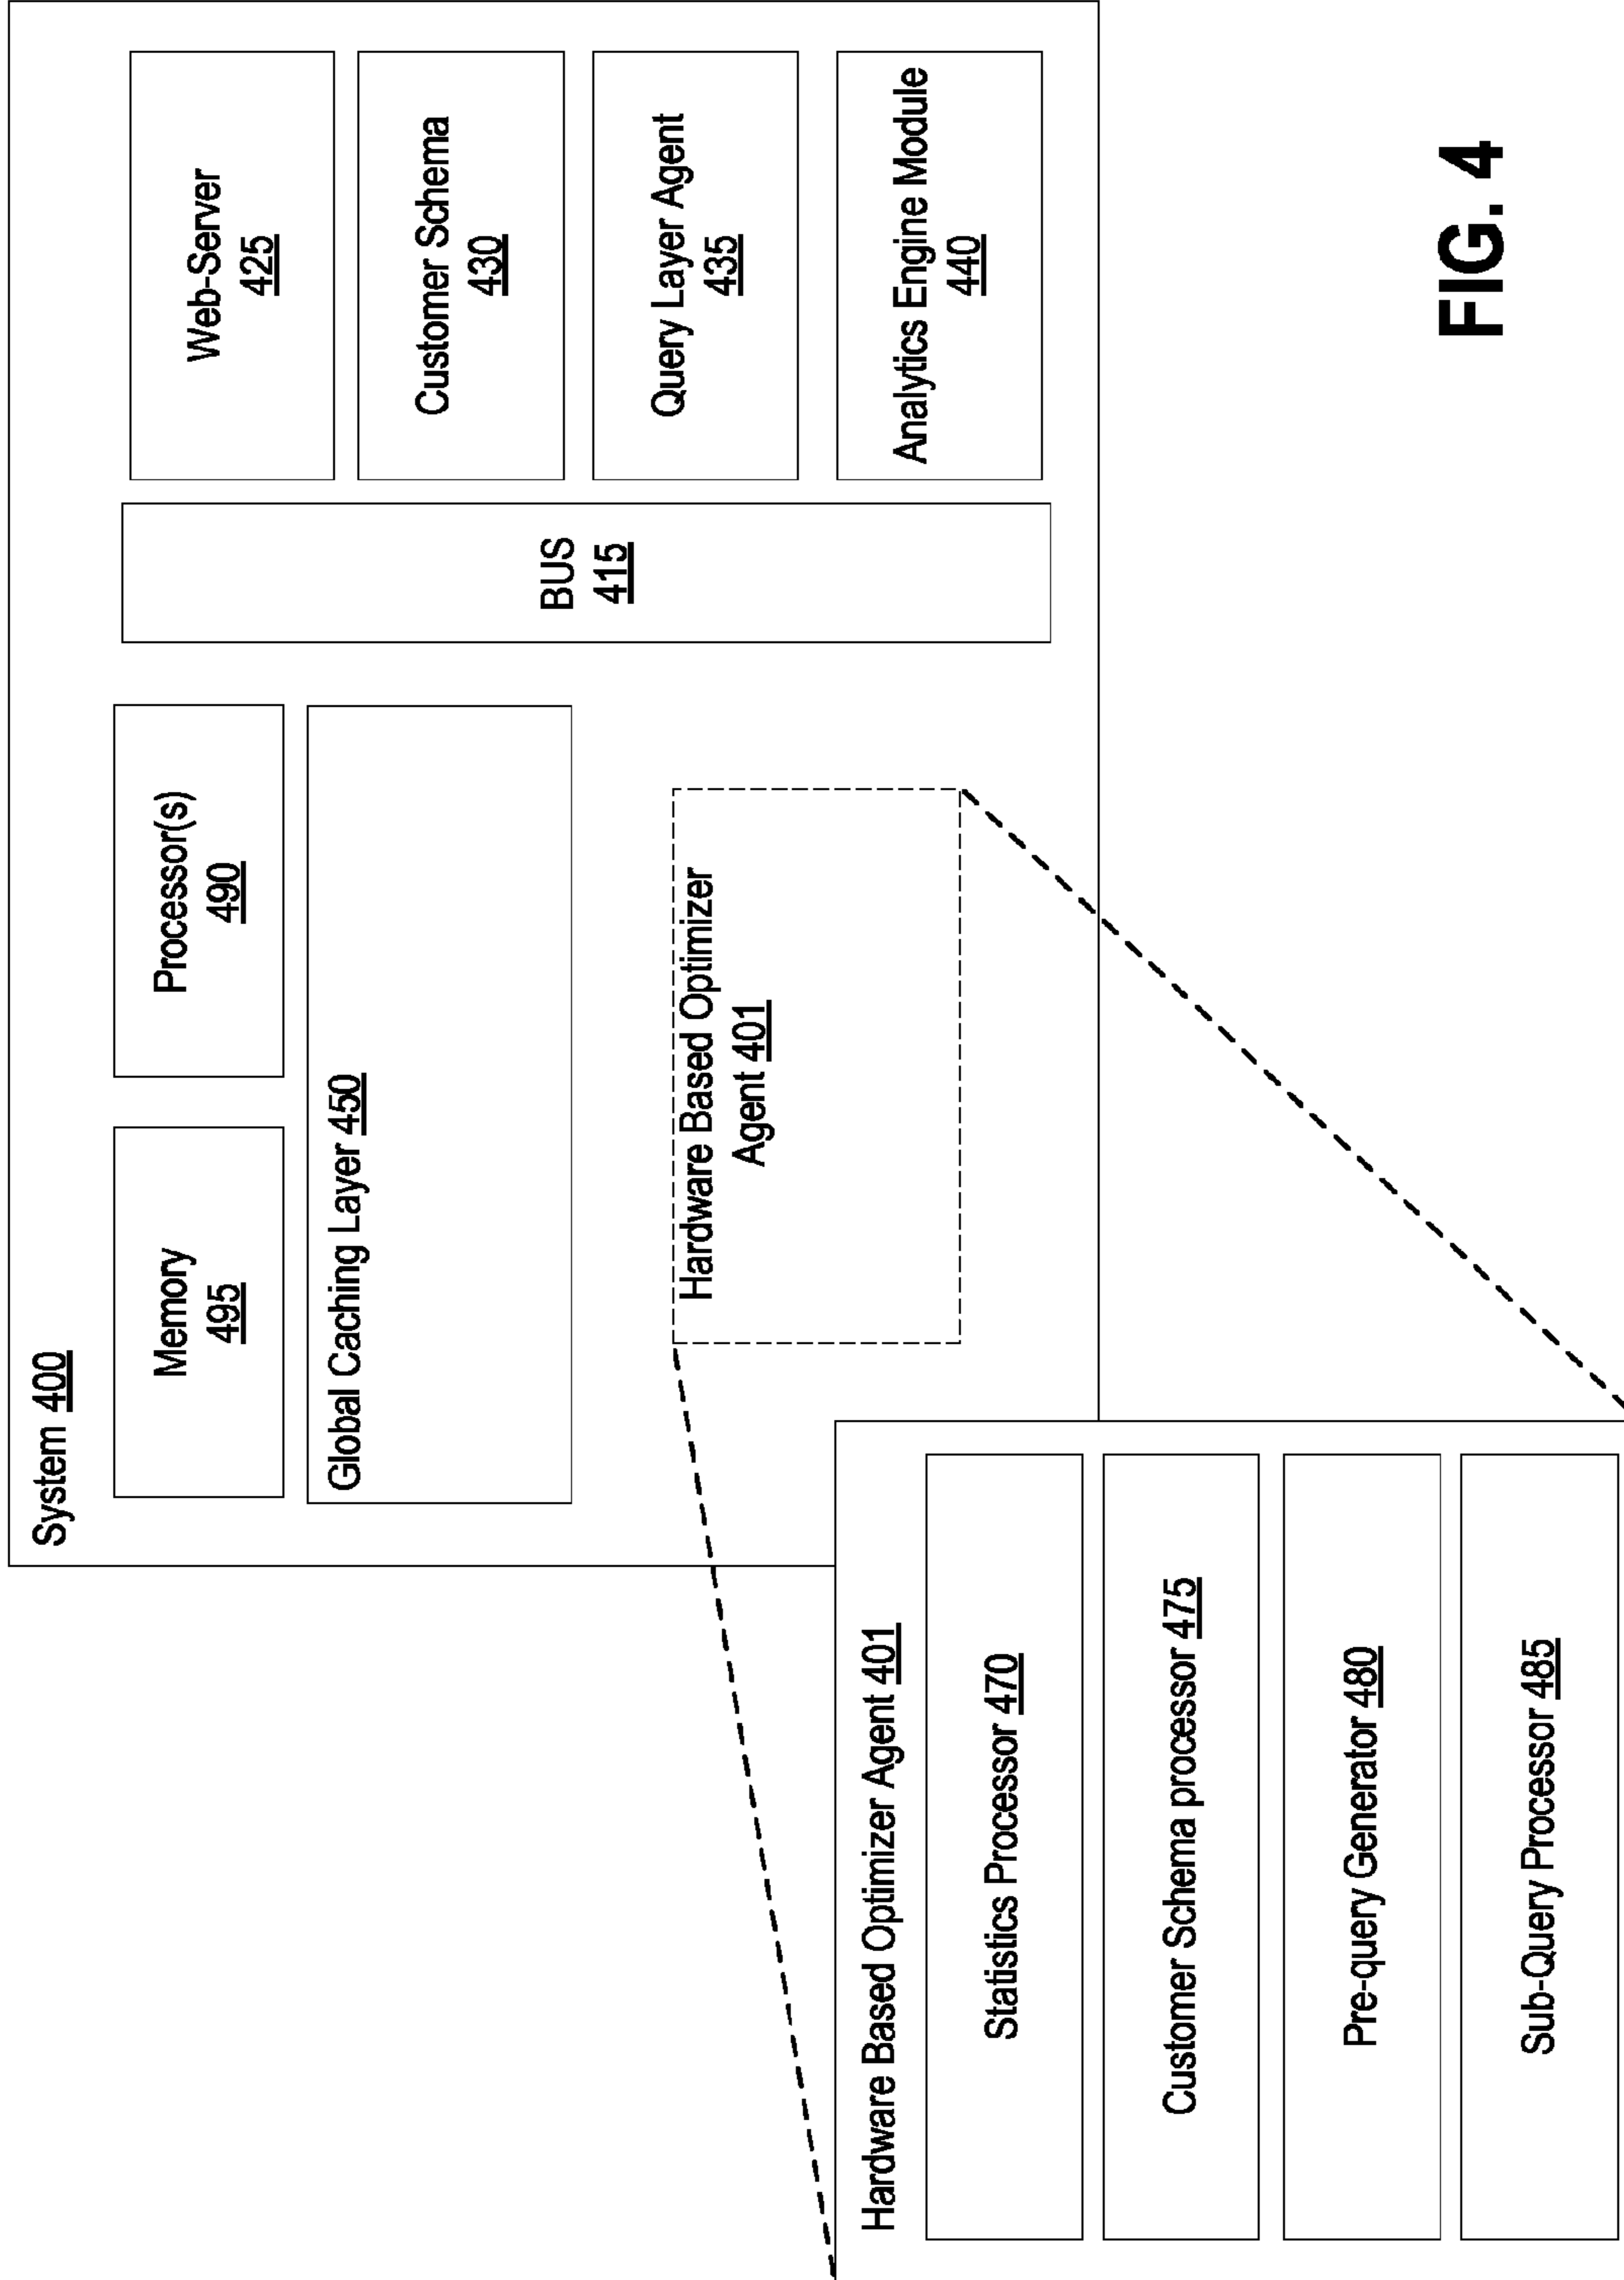 System 400
Memory
495
Processor(s)
490
Global Caching Layer 450
Hardware Based Optimizer
Agent 401
BUS
415
Web-Server
425
Customer Schema
430
Query Layer Agent
435
Analytics Engine Module
440
Hardware Based Optimizer Agent 401
Statistics Processor 470
Customer Schema processor 475
Pre-query Generator 480
Sub-Query Processor 485
FIG. 4